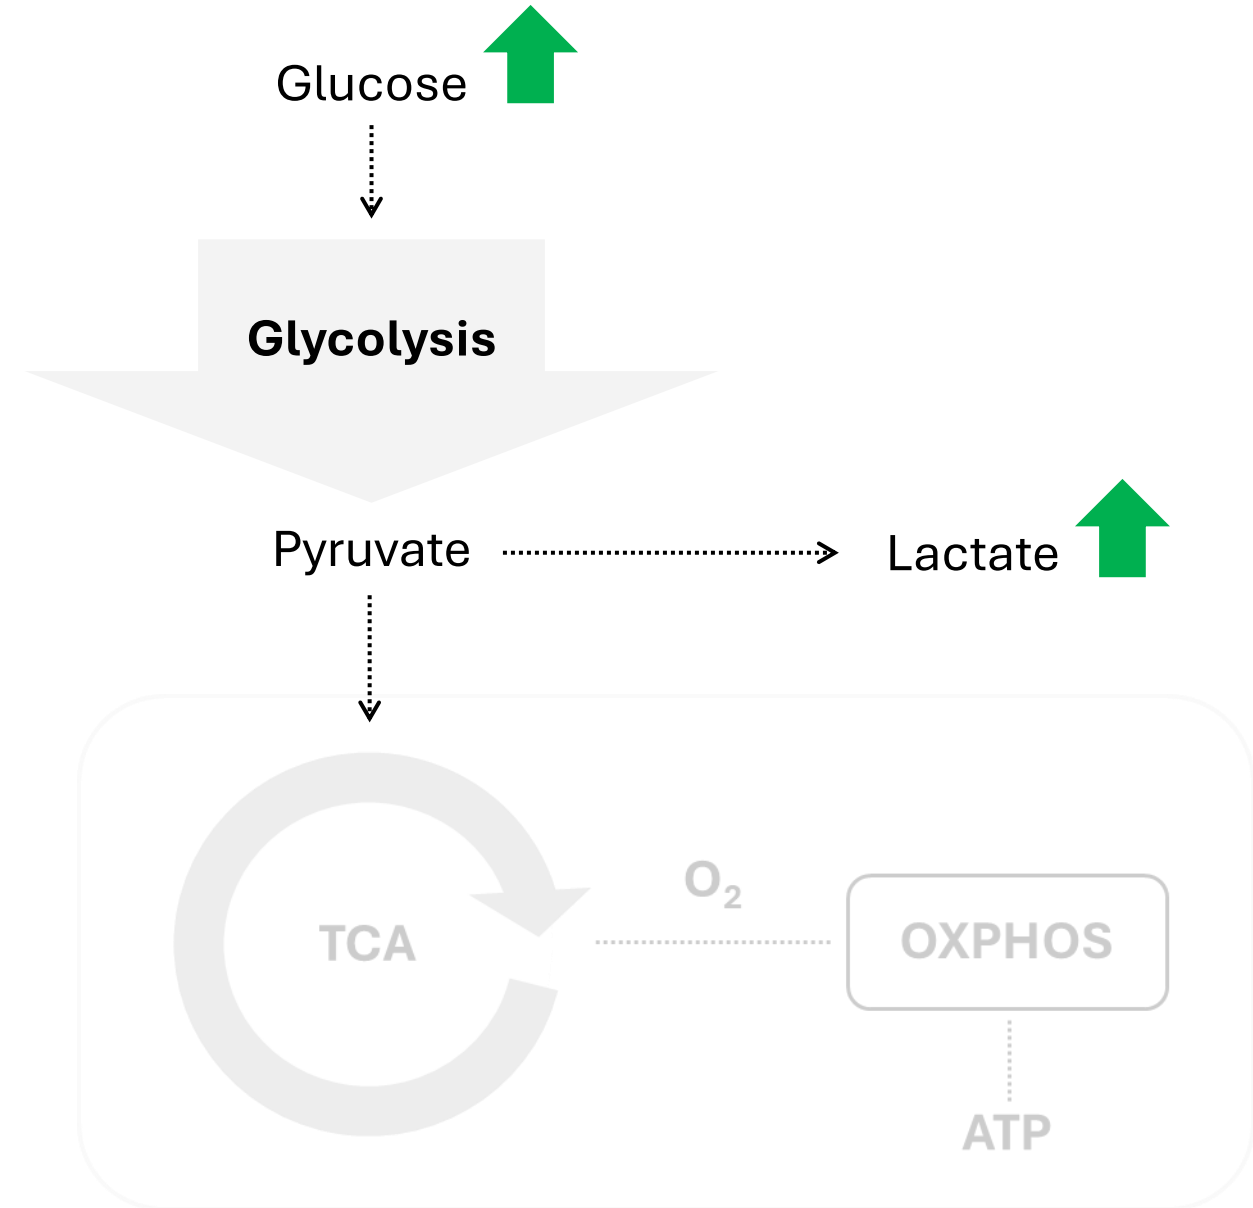 Glucose
Glycolysis
Pyruvate
Lactate
O₂
TCA
OXPHOS
ATP